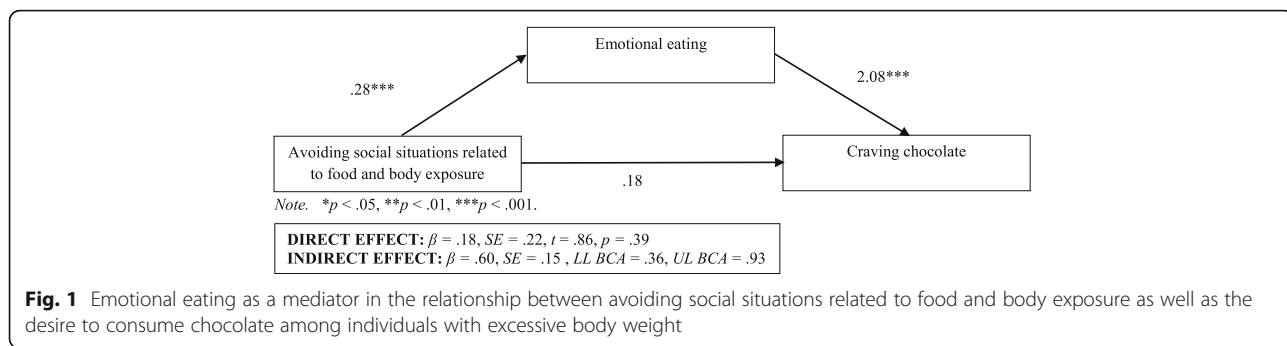 Emotional eating
.28***
2.08***
Avoiding social situations related
to food and body exposure
Craving chocolate
.18
Note. *p < .05, **p < .01, ***p < .001.
DIRECT EFFECT: β = .18, SE = .22, t = .86, p = .39
INDIRECT EFFECT: β = .60, SE = .15 , LL BCA = .36, UL BCA = .93
Fig. 1 Emotional eating as a mediator in the relationship between avoiding social situations related to food and body exposure as well as the
desire to consume chocolate among individuals with excessive body weight